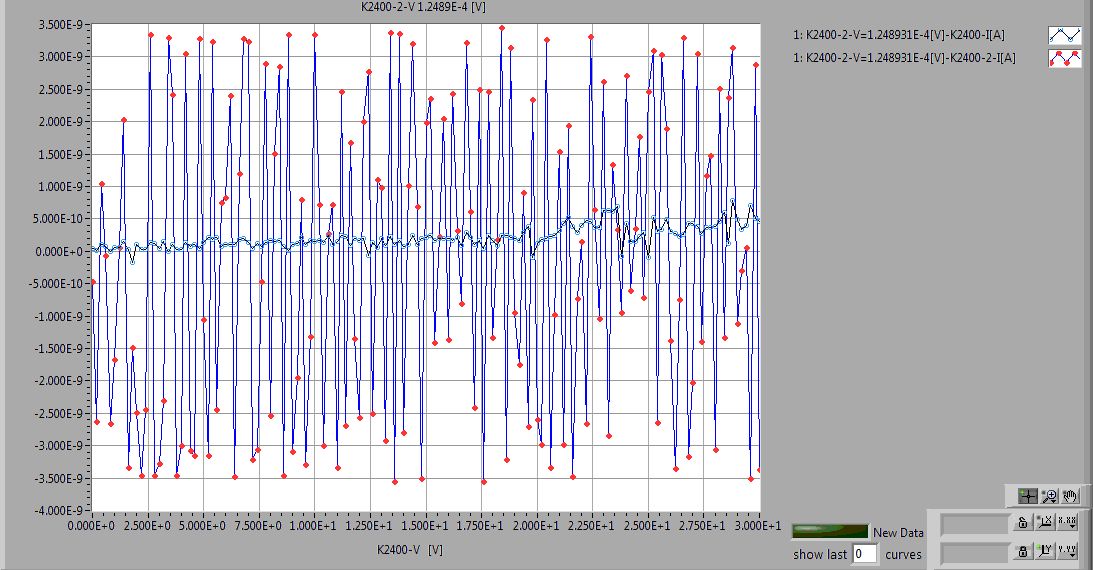 K2400-2-V 1.2489E-4 [V]
3.500E-9
3.000E-9
2.500E-9
2.000E-9
1.500E-9
1.000E-9
5.000E-10
0.000E+0
-5.000E-10
-1.000E-9
-1.500E-9
-2.000E-9
-2.500E-9
-3.000E-9
-3.500E-9
-4.000E-9
0.000E+0 2.500E+0 5.000E+0 7.500E+0 1.000E+1 1.250E+1 1.500E+1 1.750E+1 2.000E+1 2.250E+1 2.500E+1 2.750E+1 3.000E+1
K2400-V [V]
1: K2400-2-V=1.248931E-4[V]-K2400-I[A]
1: K2400-2-V=1.248931E-4[V]-K2400-2-I[A]
New Data
show last 0 curves
X X.XX
Y Y.YY